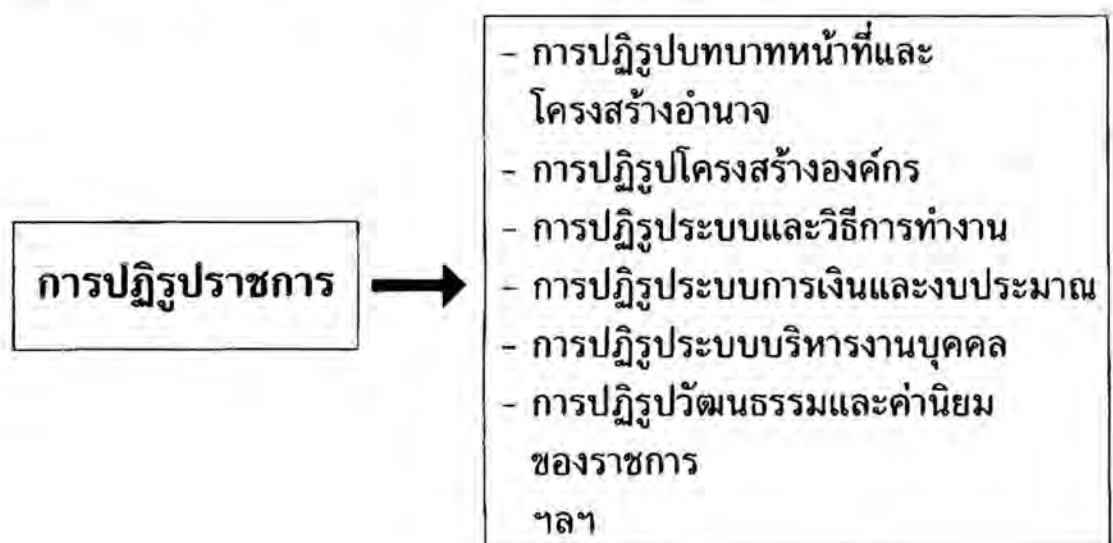 การปฏิรูปราชการ
- การปฏิรูปบทบาทหน้าที่และ
โครงสร้างอำนาจ
- การปฏิรูปโครงสร้างองค์กร
- การปฏิรูประบบและวิธีการทำงาน
- การปฏิรูประบบการเงินและงบประมาณ
- การปฏิรูประบบบริหารงานบุคคล
- การปฏิรูปวัฒนธรรมและค่านิยม
ของราชการ
ฯลฯ